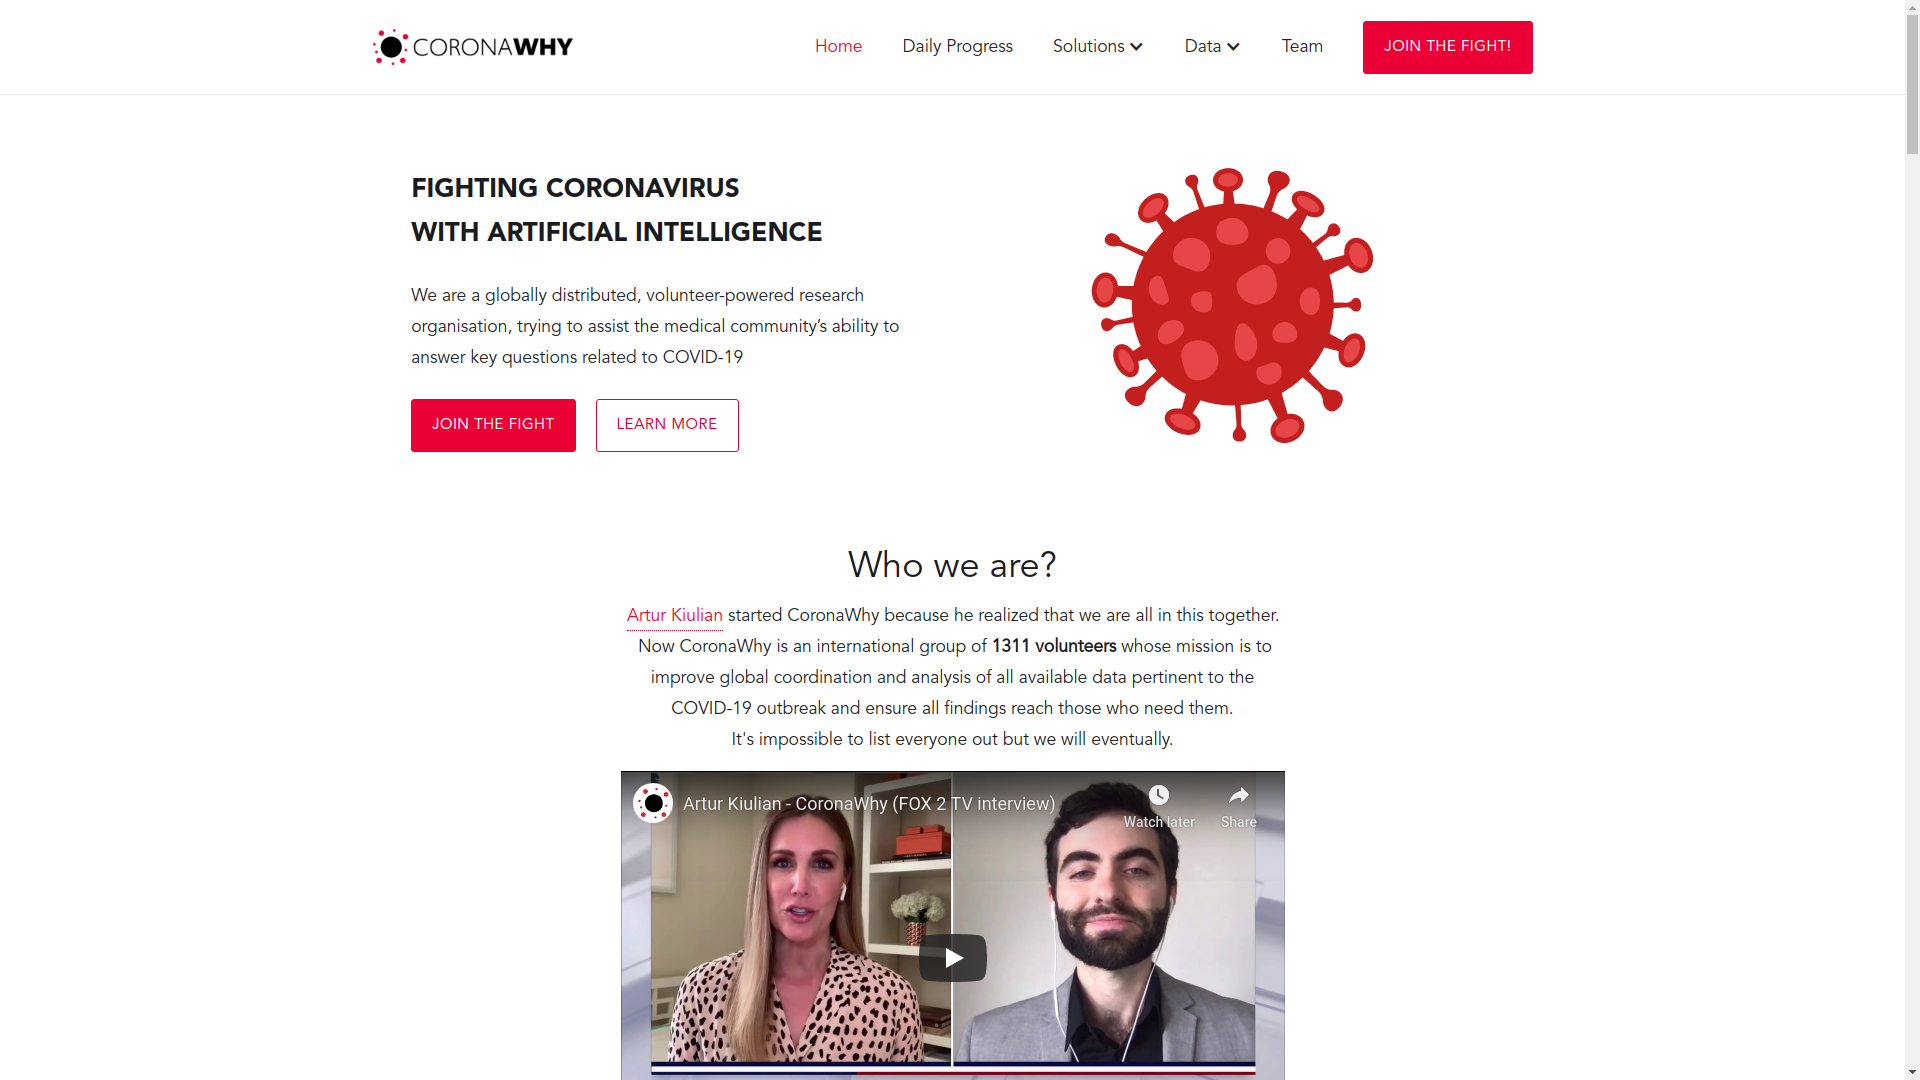 CORONAWHY
Home
Daily Progress
Solutions
Data
Team
JOIN THE FIGHT!
FIGHTING CORONAVIRUS
WITH ARTIFICIAL INTELLIGENCE
We are a globally distributed, volunteer-powered research
organisation, trying to assist the medical community’s ability to
answer key questions related to COVID-19
JOIN THE FIGHT
LEARN MORE
Who we are?
Artur Kiulian started CoronaWhy because he realized that we are all in this together.
Now CoronaWhy is an international group of 1311 volunteers whose mission is to
improve global coordination and analysis of all available data pertinent to the
COVID-19 outbreak and ensure all findings reach those who need them.
It's impossible to list everyone out but we will eventually.
Artur Kiulian - CoronaWhy (FOX 2 TV interview)
Watch later
Share